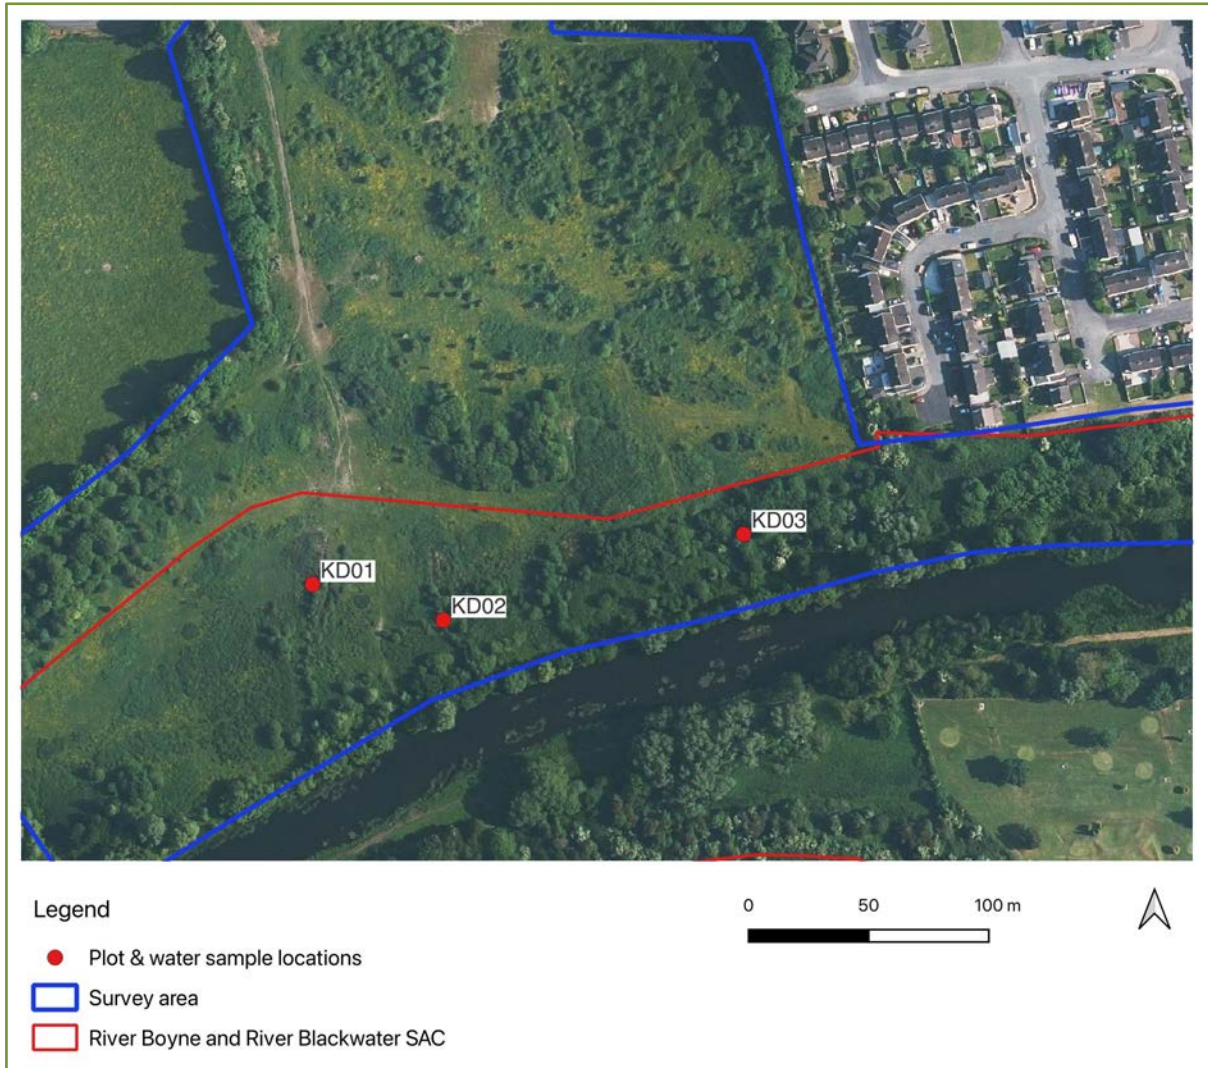 KD03
KD01
KD02
Legend
0 50 100 m
Plot & water sample locations
Survey area
River Boyne and River Blackwater SAC